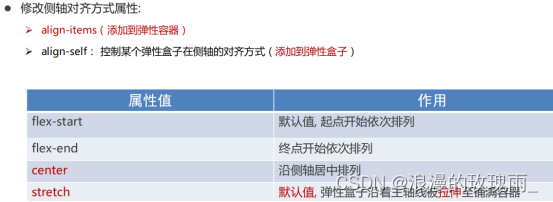 修改侧轴对齐方式属性:
align-items（添加到弹性容器）
align-self： 控制某个弹性盒子在侧轴的对齐方式（添加到弹性盒子）
属性值 作用
flex-start 默认值, 起点开始依次排列
flex-end 终点开始依次排列
center 沿侧轴居中排列
stretch 默认值, 弹性盒子沿着主轴线被拉伸至铺满容器
CSDN @浪漫的玫瑰雨_